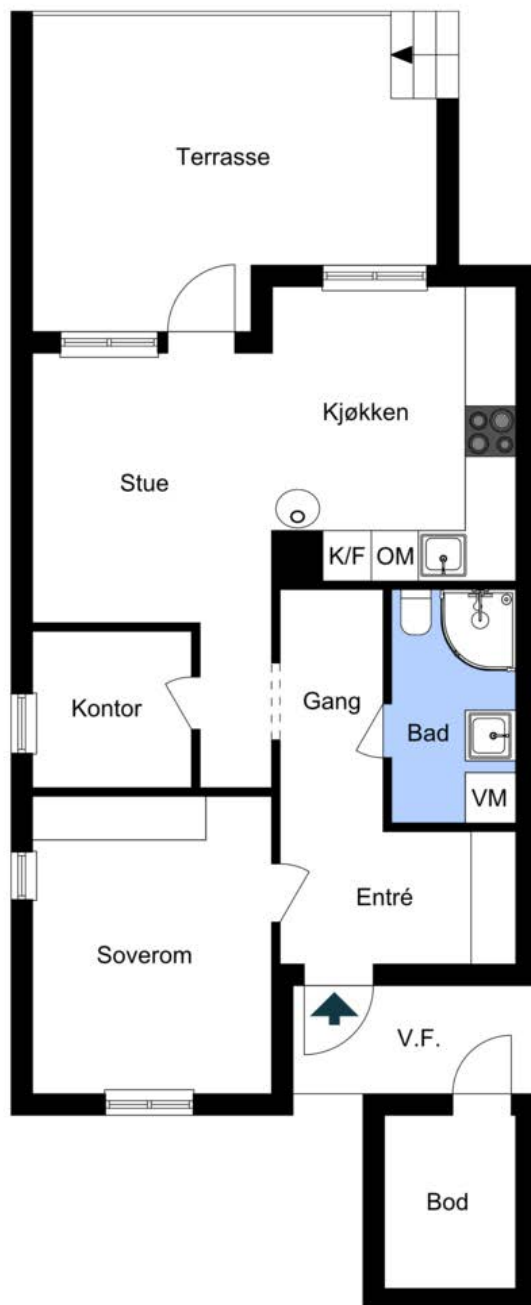 Terrasse
Kjøkken
Stue
K/F OM
Kontor
Gang
Bad
VM
Entré
Soverom
V.F.
Bod